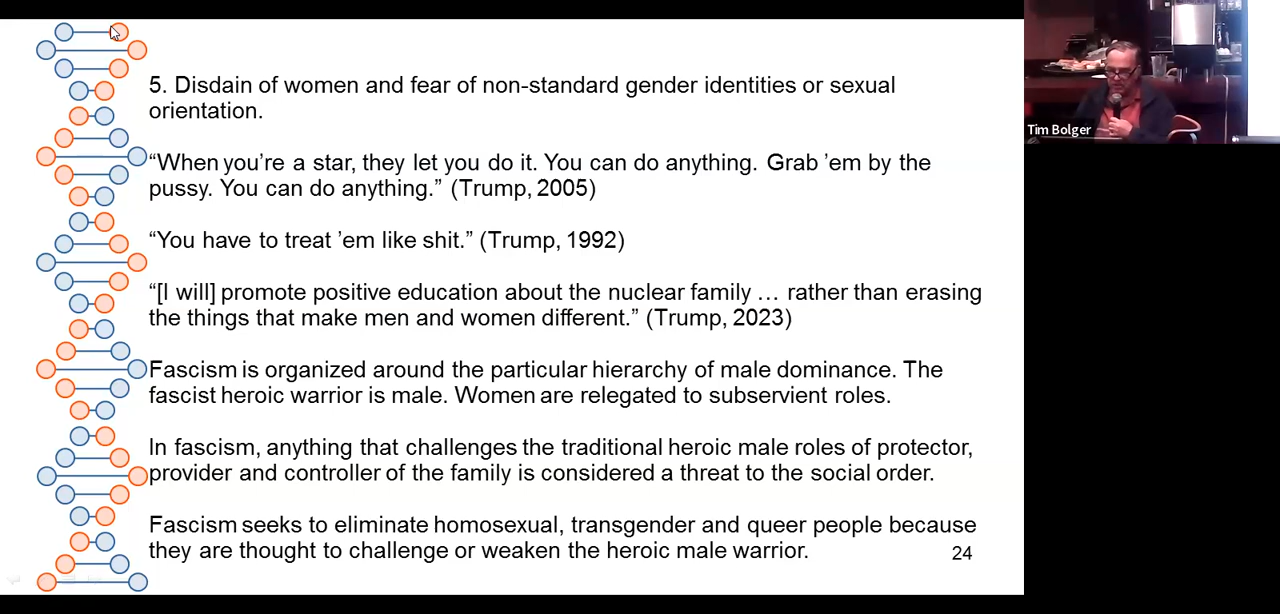 5. Disdain of women and fear of non-standard gender identities or sexual
orientation.
“When you’re a star, they let you do it. You can do anything. Grab ’em by the
pussy. You can do anything.” (Trump, 2005)
“You have to treat ’em like shit.” (Trump, 1992)
“[I will] promote positive education about the nuclear family … rather than erasing
the things that make men and women different.” (Trump, 2023)
Fascism is organized around the particular hierarchy of male dominance. The
fascist heroic warrior is male. Women are relegated to subservient roles.
In fascism, anything that challenges the traditional heroic male roles of protector,
provider and controller of the family is considered a threat to the social order.
Fascism seeks to eliminate homosexual, transgender and queer people because
they are thought to challenge or weaken the heroic male warrior.
24
Tim Bolger